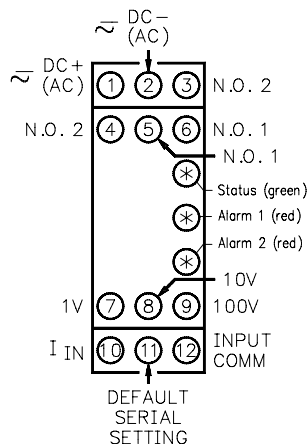 ≂ DC-
(AC)
≂ DC+
(AC)
1 2 3 N.O. 2
N.O. 2 4 5 6 N.O. 1
N.O. 1
* Status (green)
* Alarm 1 (red)
* Alarm 2 (red)
10V
1V 7 8 9 100V
I IN 10 11 12 INPUT
COMM
DEFAULT
SERIAL
SETTING